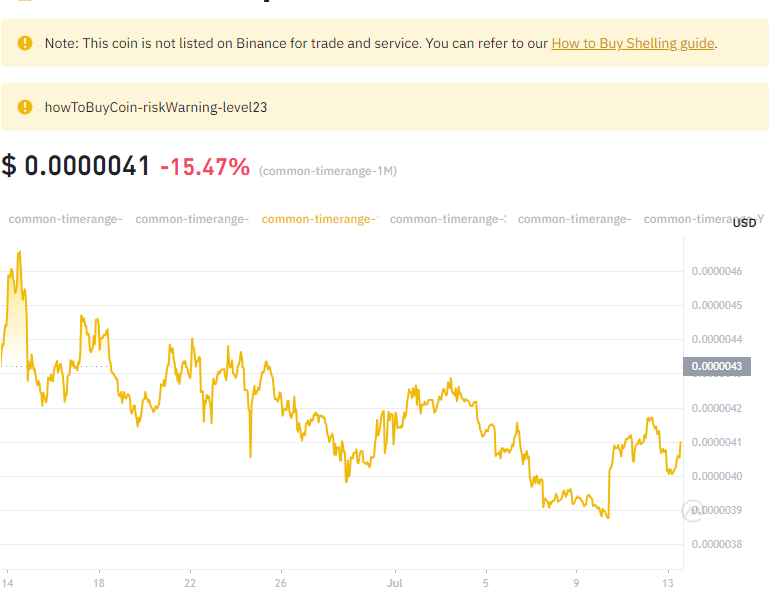 Note: This coin is not listed on Binance for trade and service. You can refer to our How to Buy Shelling guide.
howToBuyCoin-riskWarning-level23
$ 0.0000041 -15.47% (common-timerange-1M)
common-timerange- common-timerange- common-timerange- common-timerange- common-timerange- common-timerange-Y
USD
0.0000046
0.0000045
0.0000044
0.0000043
0.0000042
0.0000041
0.0000040
0.0000039
0.0000038
14 18 22 26 Jul 5 9 13